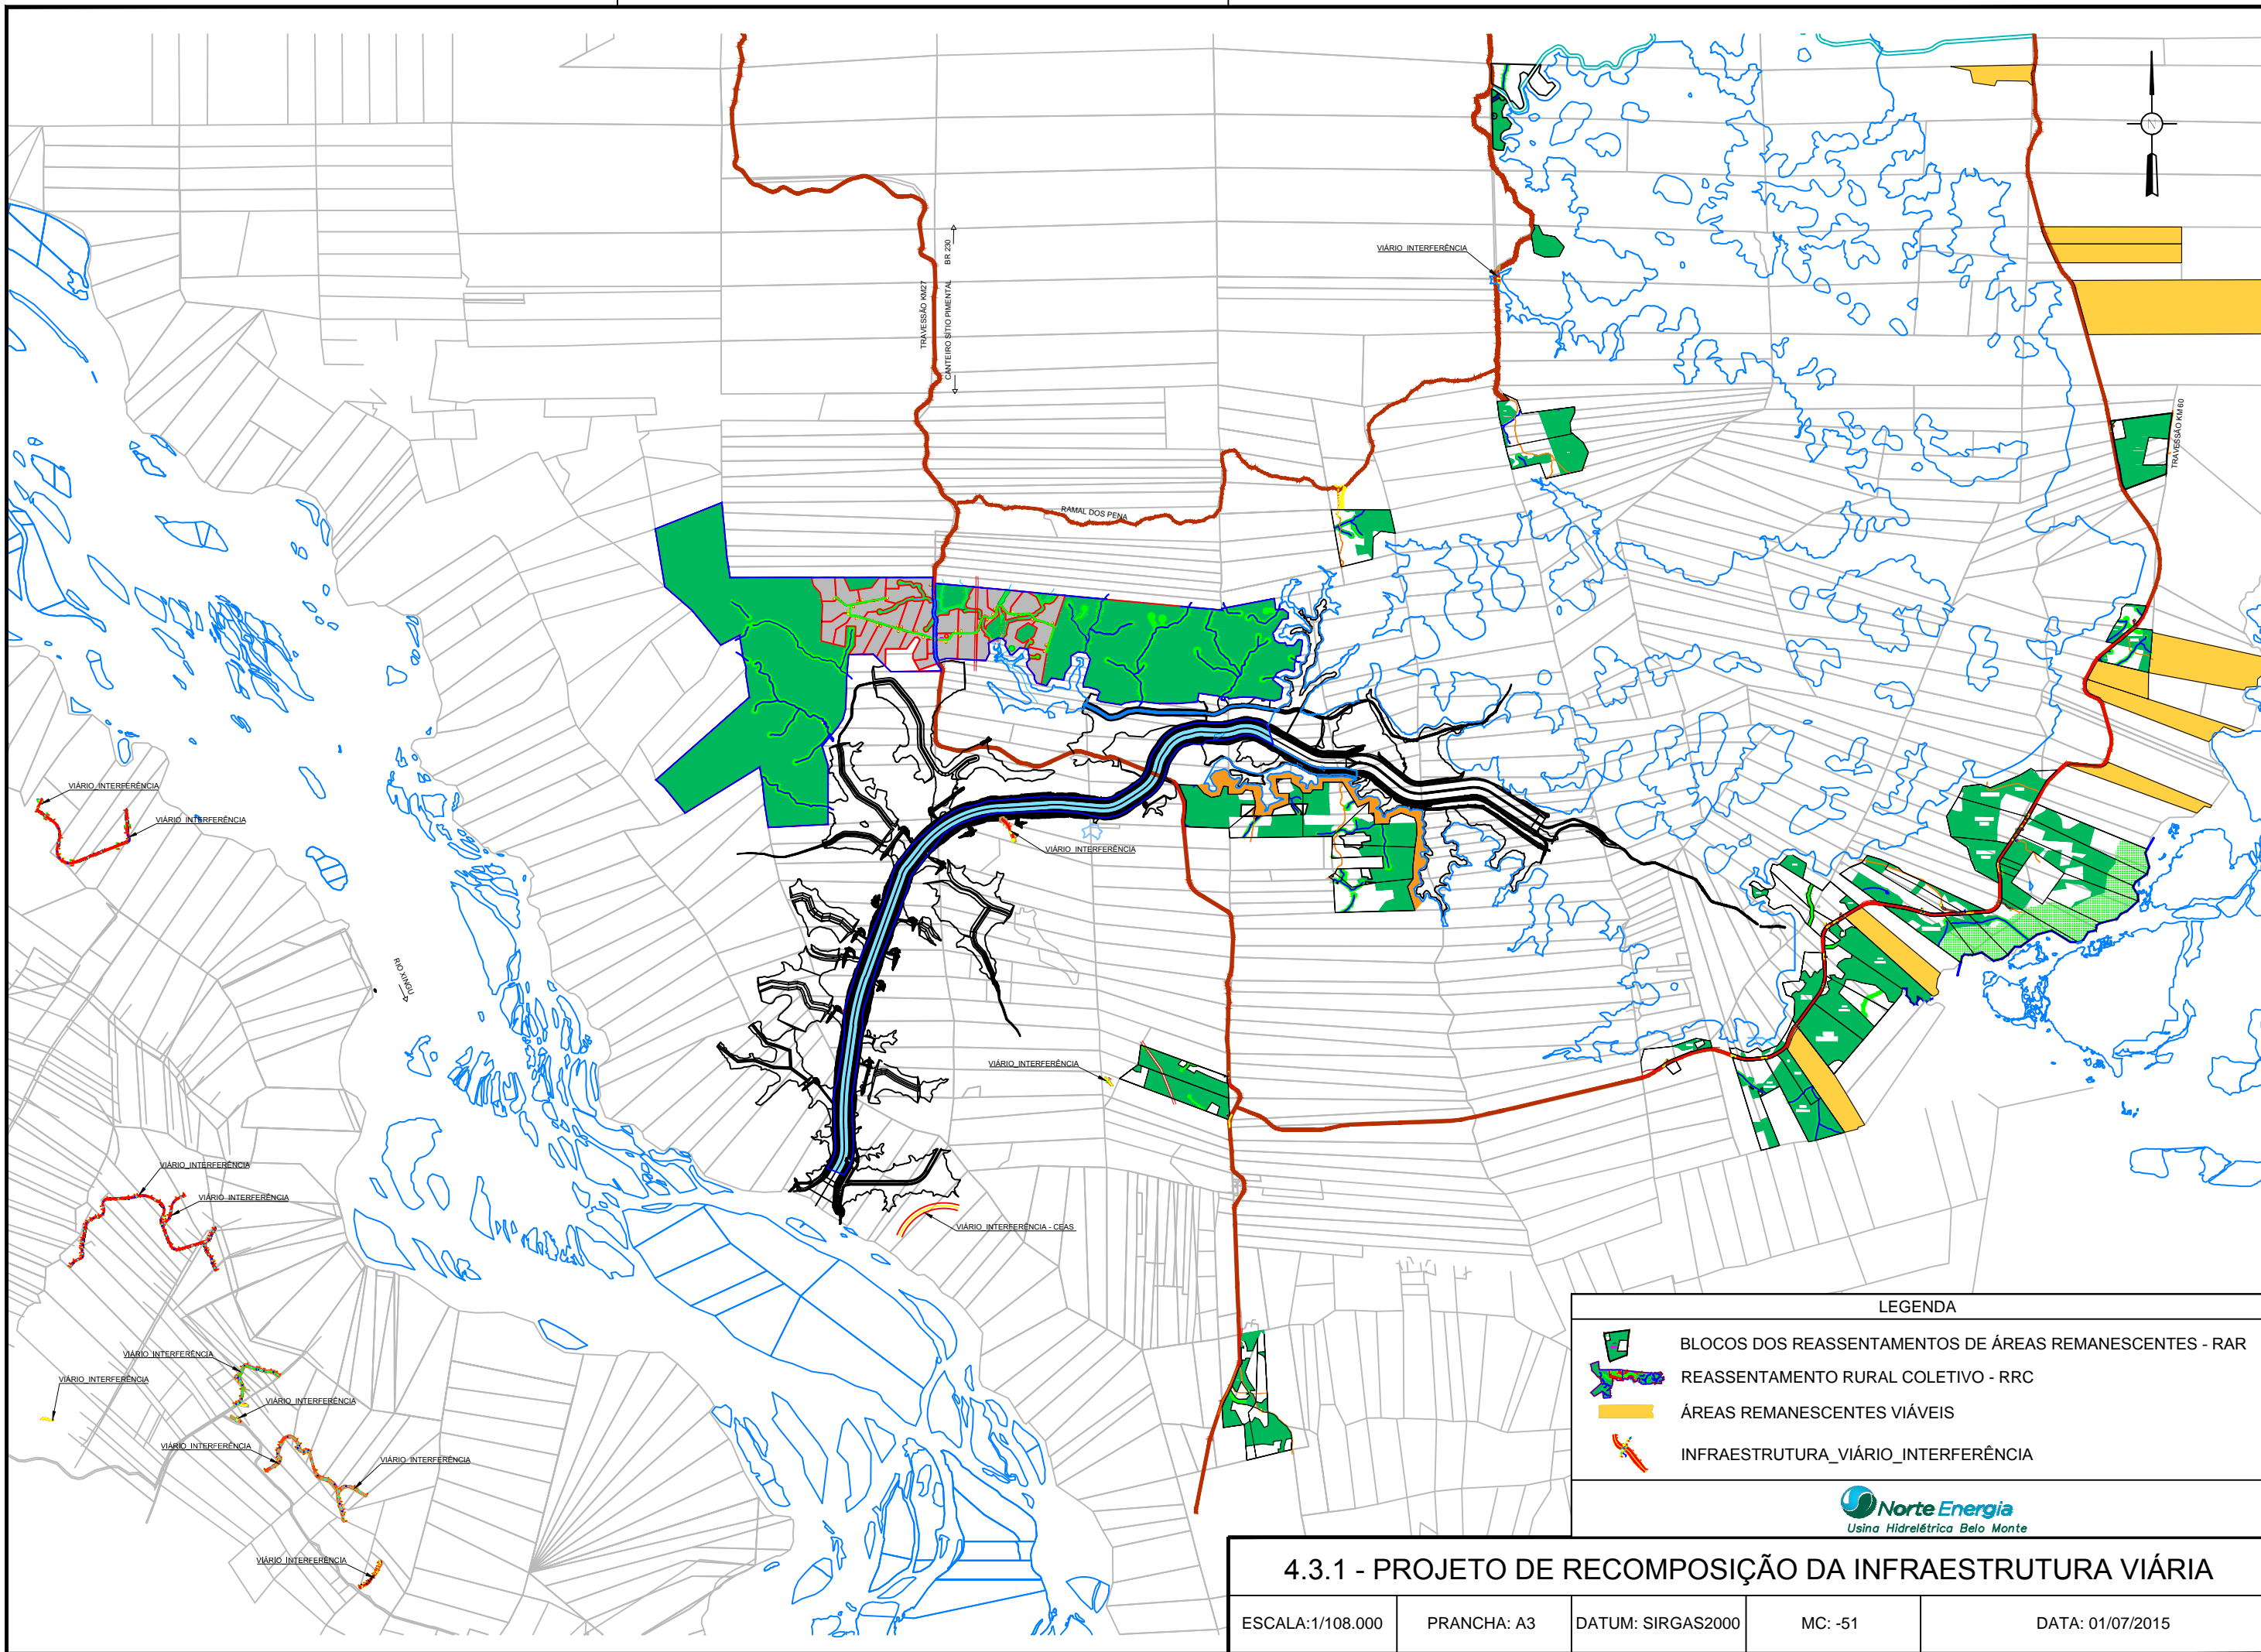 BR 230
CANTEIRO SÍTIO PIMENTAL
TRAVESSÃO KM27
N
VIÁRIO_INTERFERÊNCIA
TRAVESSÃO KM 60
RAMAL DOS PENA
VIÁRIO_INTERFERÊNCIA
VIÁRIO_INTERFERÊNCIA
VIÁRIO_INTERFERÊNCIA
RIO XINGU
VIÁRIO_INTERFERÊNCIA
VIÁRIO_INTERFERÊNCIA
VIÁRIO_INTERFERÊNCIA
VIÁRIO_INTERFERÊNCIA - CEAS
VIÁRIO_INTERFERÊNCIA
VIÁRIO_INTERFERÊNCIA
VIÁRIO_INTERFERÊNCIA
VIÁRIO_INTERFERÊNCIA
VIÁRIO_INTERFERÊNCIA
VIÁRIO_INTERFERÊNCIA
LEGENDA
BLOCOS DOS REASSENTAMENTOS DE ÁREAS REMANESCENTES - RAR
REASSENTAMENTO RURAL COLETIVO - RRC
ÁREAS REMANESCENTES VIÁVEIS
INFRAESTRUTURA_VIÁRIO_INTERFERÊNCIA
Norte Energia
Usina Hidrelétrica Belo Monte
4.3.1 - PROJETO DE RECOMPOSIÇÃO DA INFRAESTRUTURA VIÁRIA
ESCALA:1/108.000
PRANCHA: A3
DATUM: SIRGAS2000
MC: -51
DATA: 01/07/2015